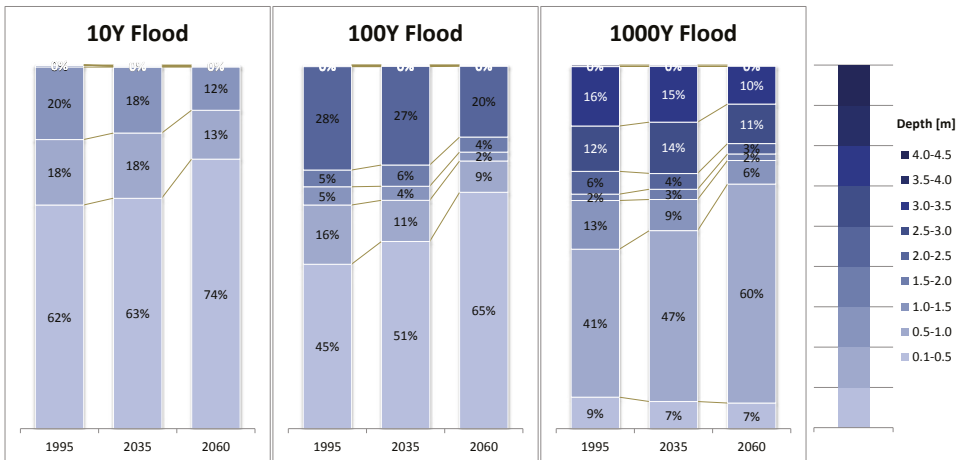 10Y Flood
100Y Flood
1000Y Flood
0% 0% 0%
20% 18% 12%
18% 18% 13%
62% 63% 74%
1995 2035 2060
0% 0% 0%
28% 27% 20%
5% 6% 4%
5% 4% 2%
16% 11% 9%
45% 51% 65%
1995 2035 2060
0% 0% 0%
16% 15% 10%
12% 14% 11%
6% 4% 3%
2% 3% 2%
13% 9% 6%
41% 47% 60%
9% 7% 7%
1995 2035 2060
Depth [m]
4.0-4.5
3.5-4.0
3.0-3.5
2.5-3.0
2.0-2.5
1.5-2.0
1.0-1.5
0.5-1.0
0.1-0.5